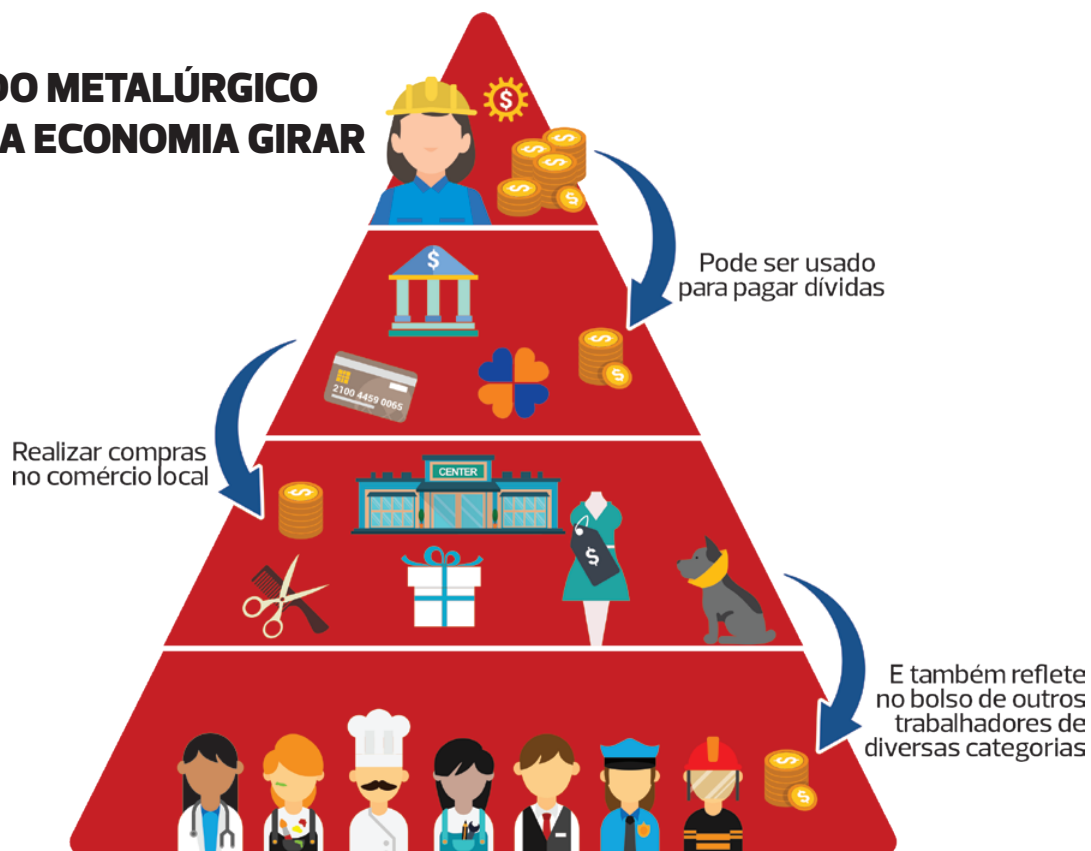 DO METALÚRGICO
A ECONOMIA GIRAR
$
$
$
$
$
$
Pode ser usado
para pagar dívidas
$
$
$
2100 4459 0065
Realizar compras
no comércio local
CENTER
$
$
E também reflete
no bolso de outros
trabalhadores de
diversas categorias
$
$